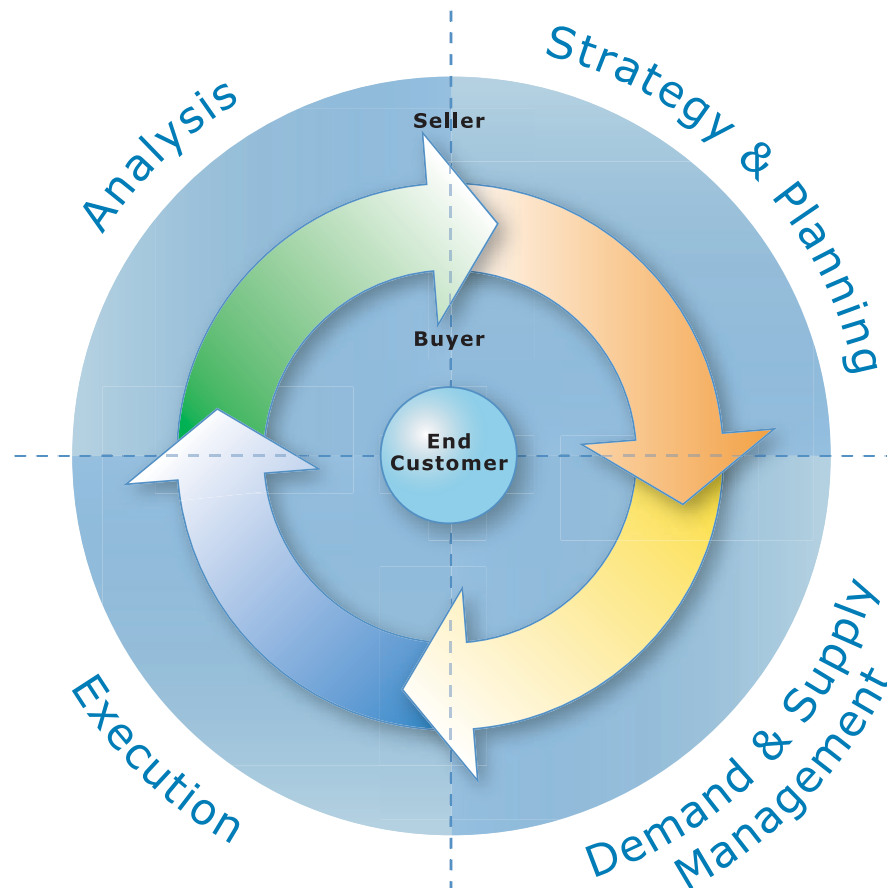 Analysis
Strategy & Planning
Seller
Buyer
End
Customer
Execution
Demand & Supply
Management